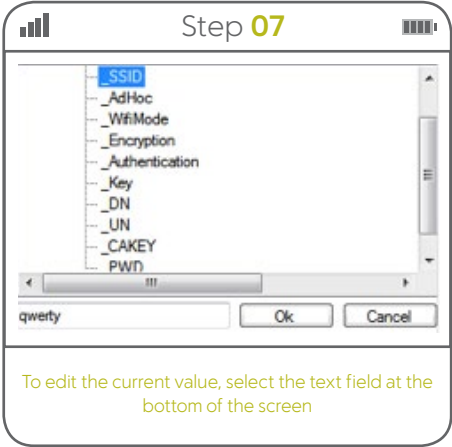 Step 07
_SSID
_AdHoc
_WifiMode
_Encryption
_Authentication
_Key
_DN
_UN
_CAKEY
_PWD
qwerty
Ok
Cancel
To edit the current value, select the text field at the
bottom of the screen